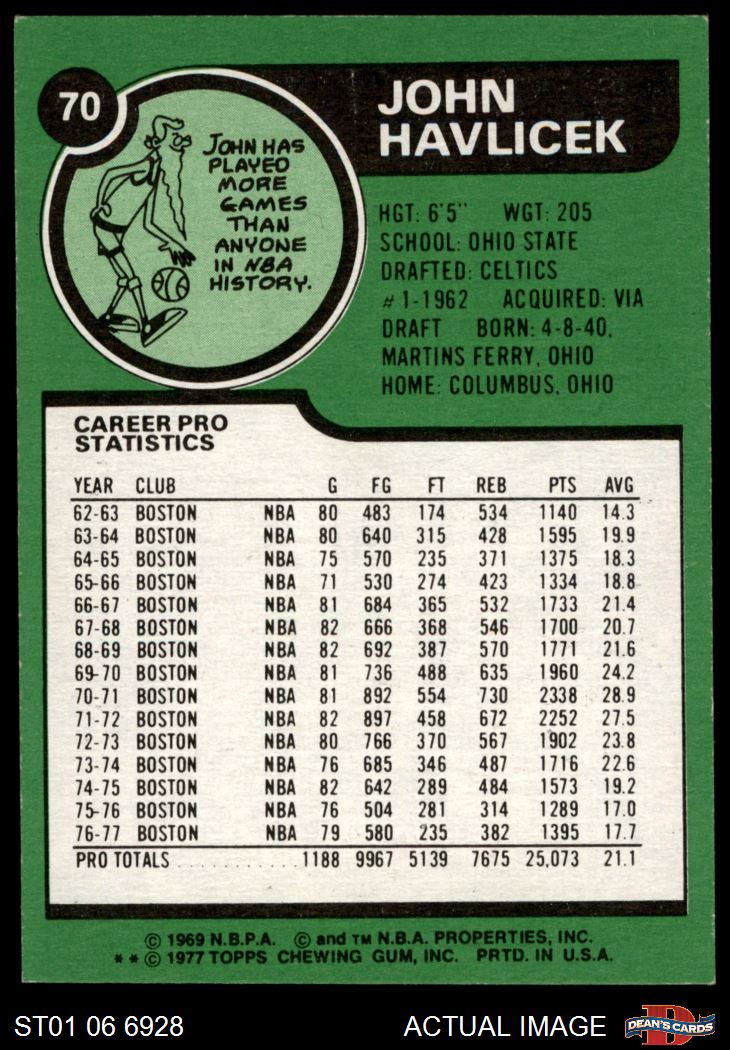 70
JOHN
HAVLICEK
JOHN HAS
PLAYED
MORE
GAMES
THAN
ANYONE
IN NBA
HISTORY.
HGT: 6'5" WGT: 205
SCHOOL: OHIO STATE
DRAFTED: CELTICS
#1-1962 ACQUIRED: VIA
DRAFT BORN: 4-8-40,
MARTINS FERRY, OHIO
HOME: COLUMBUS, OHIO
CAREER PRO
STATISTICS
YEAR CLUB G FG FT REB PTS AVG
62-63 BOSTON NBA 80 483 174 534 1140 14.3
63-64 BOSTON NBA 80 640 315 428 1595 19.9
64-65 BOSTON NBA 75 570 235 371 1375 18.3
65-66 BOSTON NBA 71 530 274 423 1334 18.8
66-67 BOSTON NBA 81 684 365 532 1733 21.4
67-68 BOSTON NBA 82 666 368 546 1700 20.7
68-69 BOSTON NBA 82 692 387 570 1771 21.6
69-70 BOSTON NBA 81 736 488 635 1960 24.2
70-71 BOSTON NBA 81 892 554 730 2338 28.9
71-72 BOSTON NBA 82 897 458 672 2252 27.5
72-73 BOSTON NBA 80 766 370 567 1902 23.8
73-74 BOSTON NBA 76 685 346 487 1716 22.6
74-75 BOSTON NBA 82 642 289 484 1573 19.2
75-76 BOSTON NBA 76 504 281 314 1289 17.0
76-77 BOSTON NBA 79 580 235 382 1395 17.7
PRO TOTALS . . . . . . . . . . . 1188 9967 5139 7675 25,073 21.1
© 1969 N.B.P.A. © and TM N.B.A. PROPERTIES, INC.
* * © 1977 TOPPS CHEWING GUM, INC. PRTD. IN U.S.A.
ST01 06 6928
ACTUAL IMAGE
D
DEAN'S CARDS